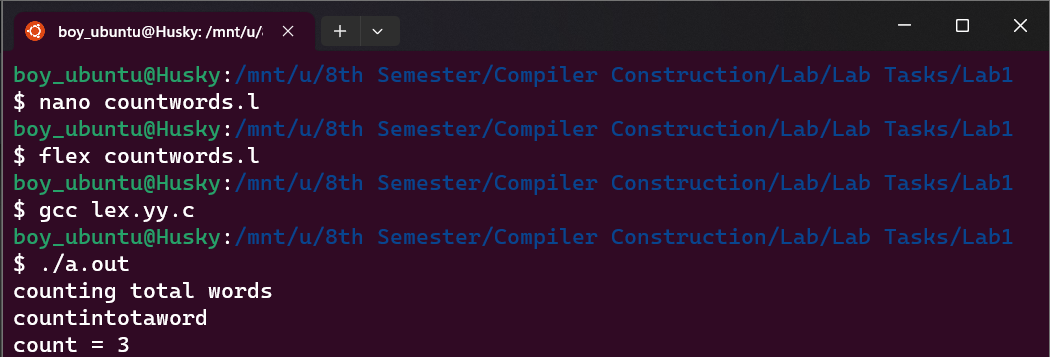 boy_ubuntu@Husky: /mnt/u/
boy_ubuntu@Husky:/mnt/u/8th Semester/Compiler Construction/Lab/Lab Tasks/Lab1
$ nano countwords.l
boy_ubuntu@Husky:/mnt/u/8th Semester/Compiler Construction/Lab/Lab Tasks/Lab1
$ flex countwords.l
boy_ubuntu@Husky:/mnt/u/8th Semester/Compiler Construction/Lab/Lab Tasks/Lab1
$ gcc lex.yy.c
boy_ubuntu@Husky:/mnt/u/8th Semester/Compiler Construction/Lab/Lab Tasks/Lab1
$ ./a.out
counting total words
countintotaword
count = 3